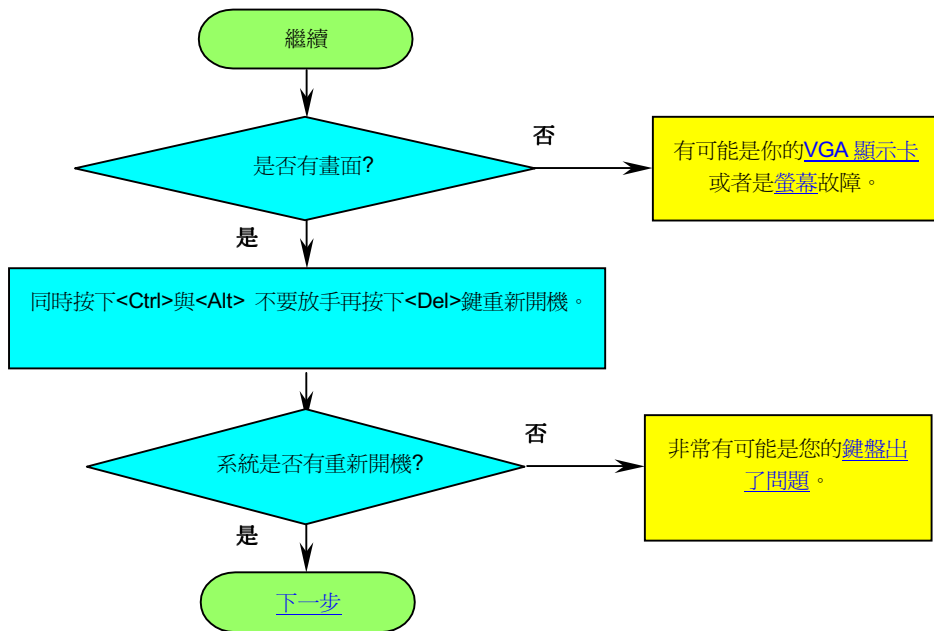 繼續
是否有畫面?
否
有可能是你的VGA 顯示卡
或者是螢幕故障。
是
同時按下<Ctrl>與<Alt> 不要放手再按下<Del>鍵重新開機。
系統是否有重新開機?
否
非常有可能是您的鍵盤出
了問題。
是
下一步